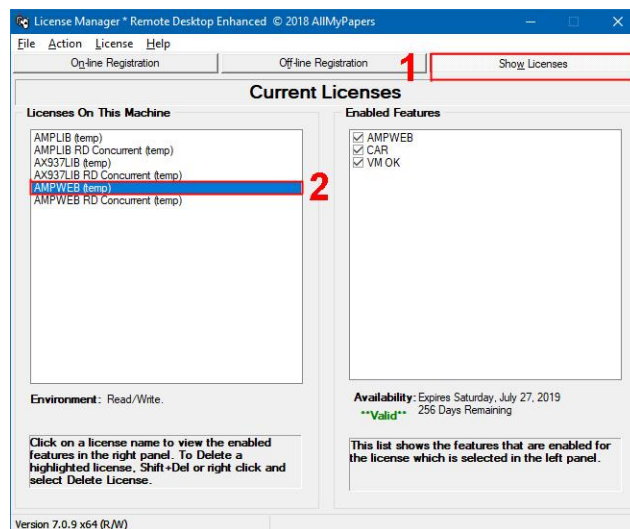 License Manager * Remote Desktop Enhanced © 2018 AllMyPapers
File Action License Help
On-line Registration Off-line Registration 1 Show Licenses
Current Licenses
Licenses On This Machine
AMPLIB (temp)
AMPLIB RD Concurrent (temp)
AX937LIB (temp)
AX937LIB RD Concurrent (temp)
AMPWEB (temp) 2
AMPWEB RD Concurrent (temp)
Environment: Read/Write.
Click on a license name to view the enabled
features in the right panel. To Delete a
highlighted license, Shift+Del or right click and
select Delete License.
Enabled Features
AMPWEB
CAR
VM OK
Availability: Expires Saturday, July 27, 2019
**Valid** 256 Days Remaining
This list shows the features that are enabled for
the license which is selected in the left panel.
Version 7.0.9 x64 (R/W)